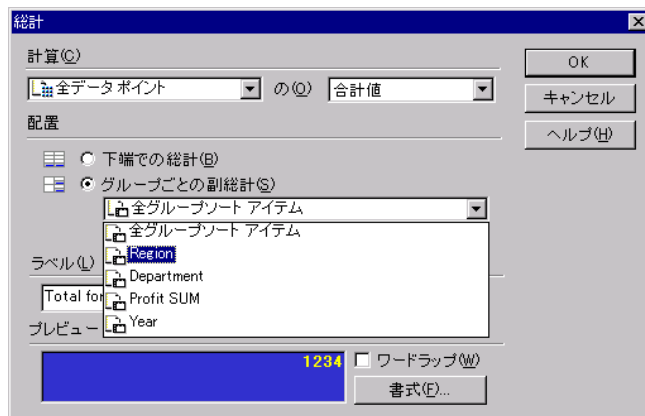 総計
計算(C)
全データ ポイント の(O) 合計値
OK
キャンセル
ヘルプ(H)
配置
下端での総計(B)
グループごとの副総計(S)
全グループソート アイテム
全グループソート アイテム
Region
Department
Profit SUM
Year
ラベル(L)
Total for
プレビュー
1234
ワードラップ(W)
書式(F)...